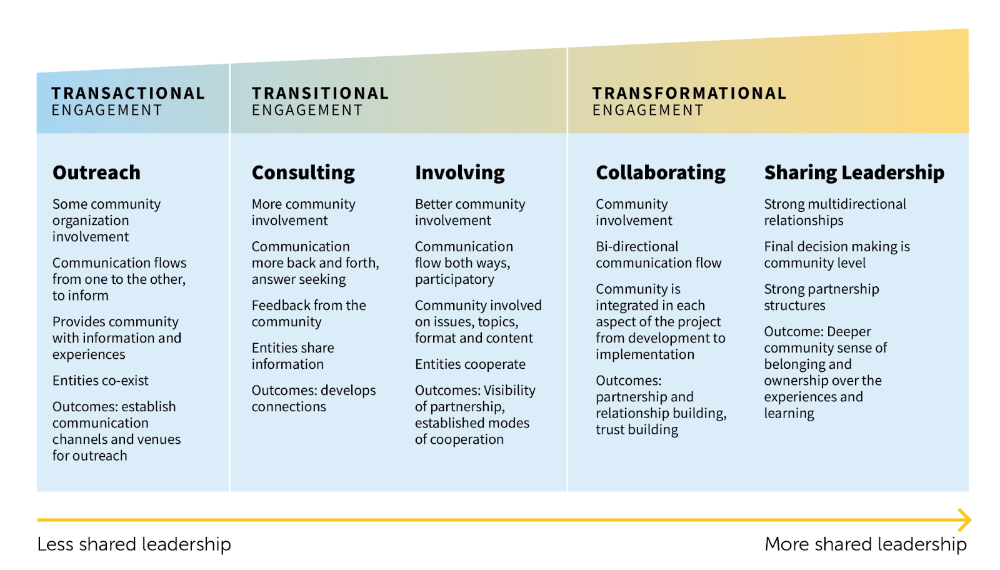 TRANSACTIONAL
ENGAGEMENT
TRANSITIONAL
ENGAGEMENT
TRANSFORMATIONAL
ENGAGEMENT
Outreach
Some community
organization
involvement
Communication flows
from one to the other,
to inform
Provides community
with information and
experiences
Entities co-exist
Outcomes: establish
communication
channels and venues
for outreach
Consulting
More community
involvement
Communication
more back and forth,
answer seeking
Feedback from the
community
Entities share
information
Outcomes: develops
connections
Involving
Better community
involvement
Communication
flow both ways,
participatory
Community involved
on issues, topics,
format and content
Entities cooperate
Outcomes: Visibility
of partnership,
established modes
of cooperation
Collaborating
Community
involvement
Bi-directional
communication flow
Community is
integrated in each
aspect of the project
from development to
implementation
Outcomes:
partnership and
relationship building,
trust building
Sharing Leadership
Strong multidirectional
relationships
Final decision making is
community level
Strong partnership
structures
Outcome: Deeper
community sense of
belonging and
ownership over the
experiences and
learning
Less shared leadership
More shared leadership